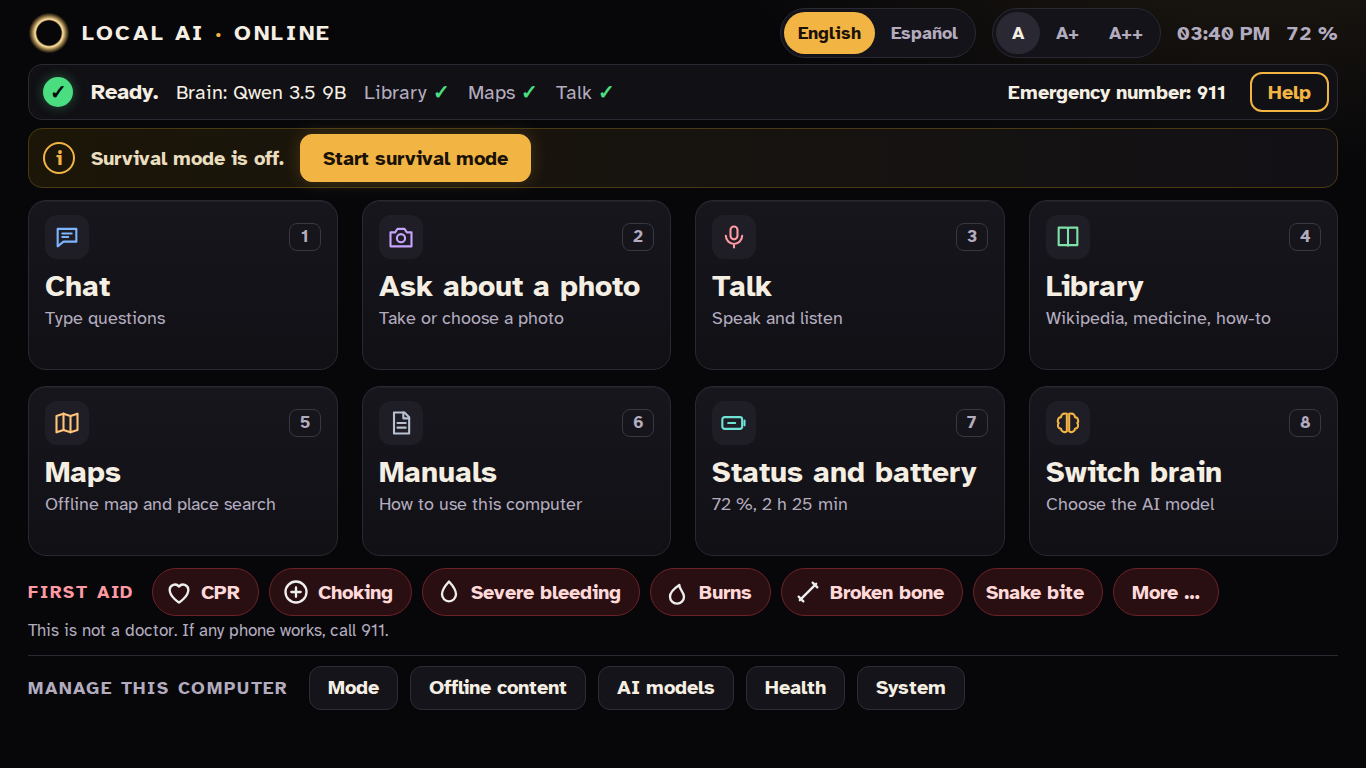 LOCAL AI · ONLINE
English Español A A+ A++ 03:40 PM 72 %
Ready. Brain: Qwen 3.5 9B Library ✓ Maps ✓ Talk ✓ Emergency number: 911 Help
Survival mode is off. Start survival mode
1
Chat
Type questions
2
Ask about a photo
Take or choose a photo
3
Talk
Speak and listen
4
Library
Wikipedia, medicine, how-to
5
Maps
Offline map and place search
6
Manuals
How to use this computer
7
Status and battery
72 %, 2 h 25 min
8
Switch brain
Choose the AI model
FIRST AID CPR Choking Severe bleeding Burns Broken bone Snake bite More ...
This is not a doctor. If any phone works, call 911.
MANAGE THIS COMPUTER Mode Offline content AI models Health System